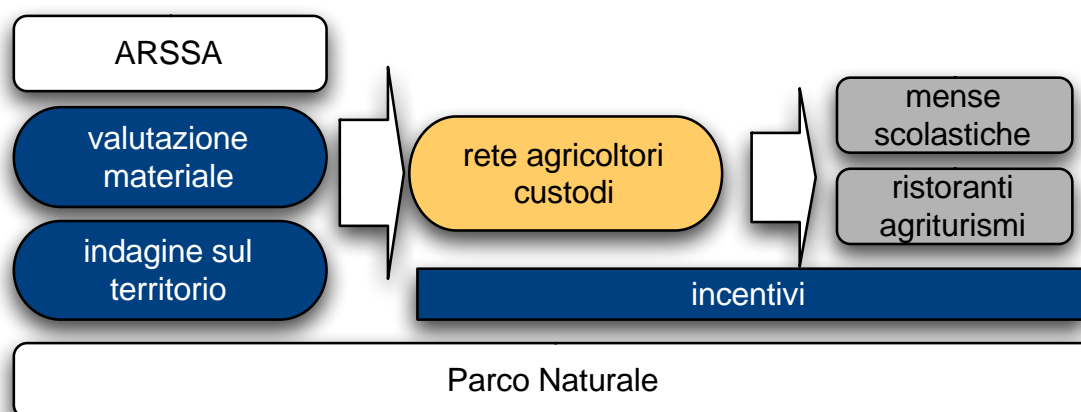 ARSSA
valutazione
materiale
indagine sul
territorio
rete agricoltori
custodi
mense
scolastiche
ristoranti
agriturismi
incentivi
Parco Naturale